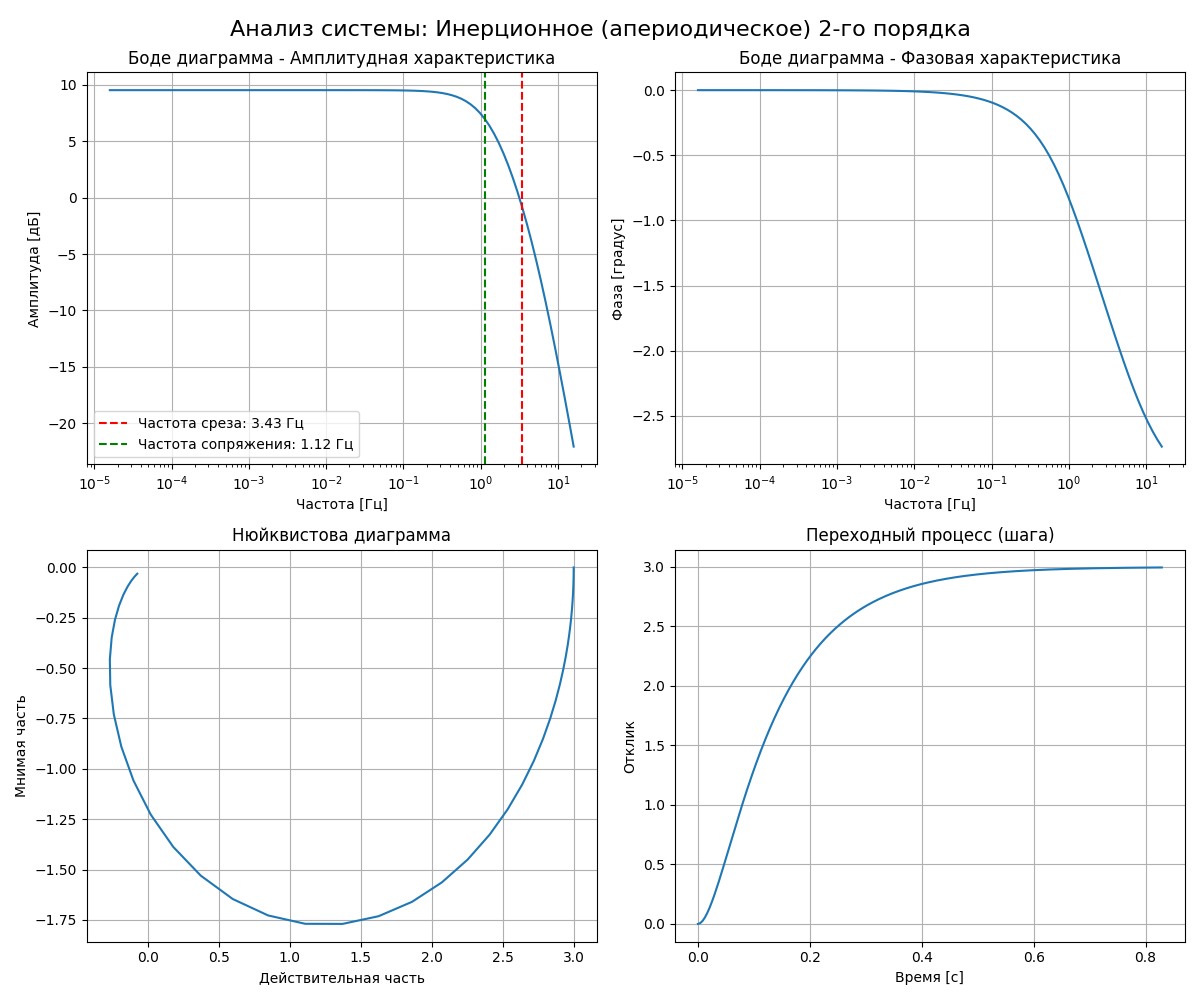 Анализ системы: Инерционное (апериодическое) 2-го порядка
Боде диаграмма - Амплитудная характеристика
10
5
0
−5
−10
−15
−20
Амплитуда [дБ]
Частота среза: 3.43 Гц
Частота сопряжения: 1.12 Гц
10⁻⁵ 10⁻⁴ 10⁻³ 10⁻² 10⁻¹ 10⁰ 10¹
Частота [Гц]
Боде диаграмма - Фазовая характеристика
0.0
−0.5
−1.0
−1.5
−2.0
−2.5
Фаза [градус]
10⁻⁵ 10⁻⁴ 10⁻³ 10⁻² 10⁻¹ 10⁰ 10¹
Частота [Гц]
Нюйквистова диаграмма
0.00
−0.25
−0.50
−0.75
−1.00
−1.25
−1.50
−1.75
Мнимая часть
0.0 0.5 1.0 1.5 2.0 2.5 3.0
Действительная часть
Переходный процесс (шага)
3.0
2.5
2.0
1.5
1.0
0.5
0.0
Отклик
0.0 0.2 0.4 0.6 0.8
Время [с]